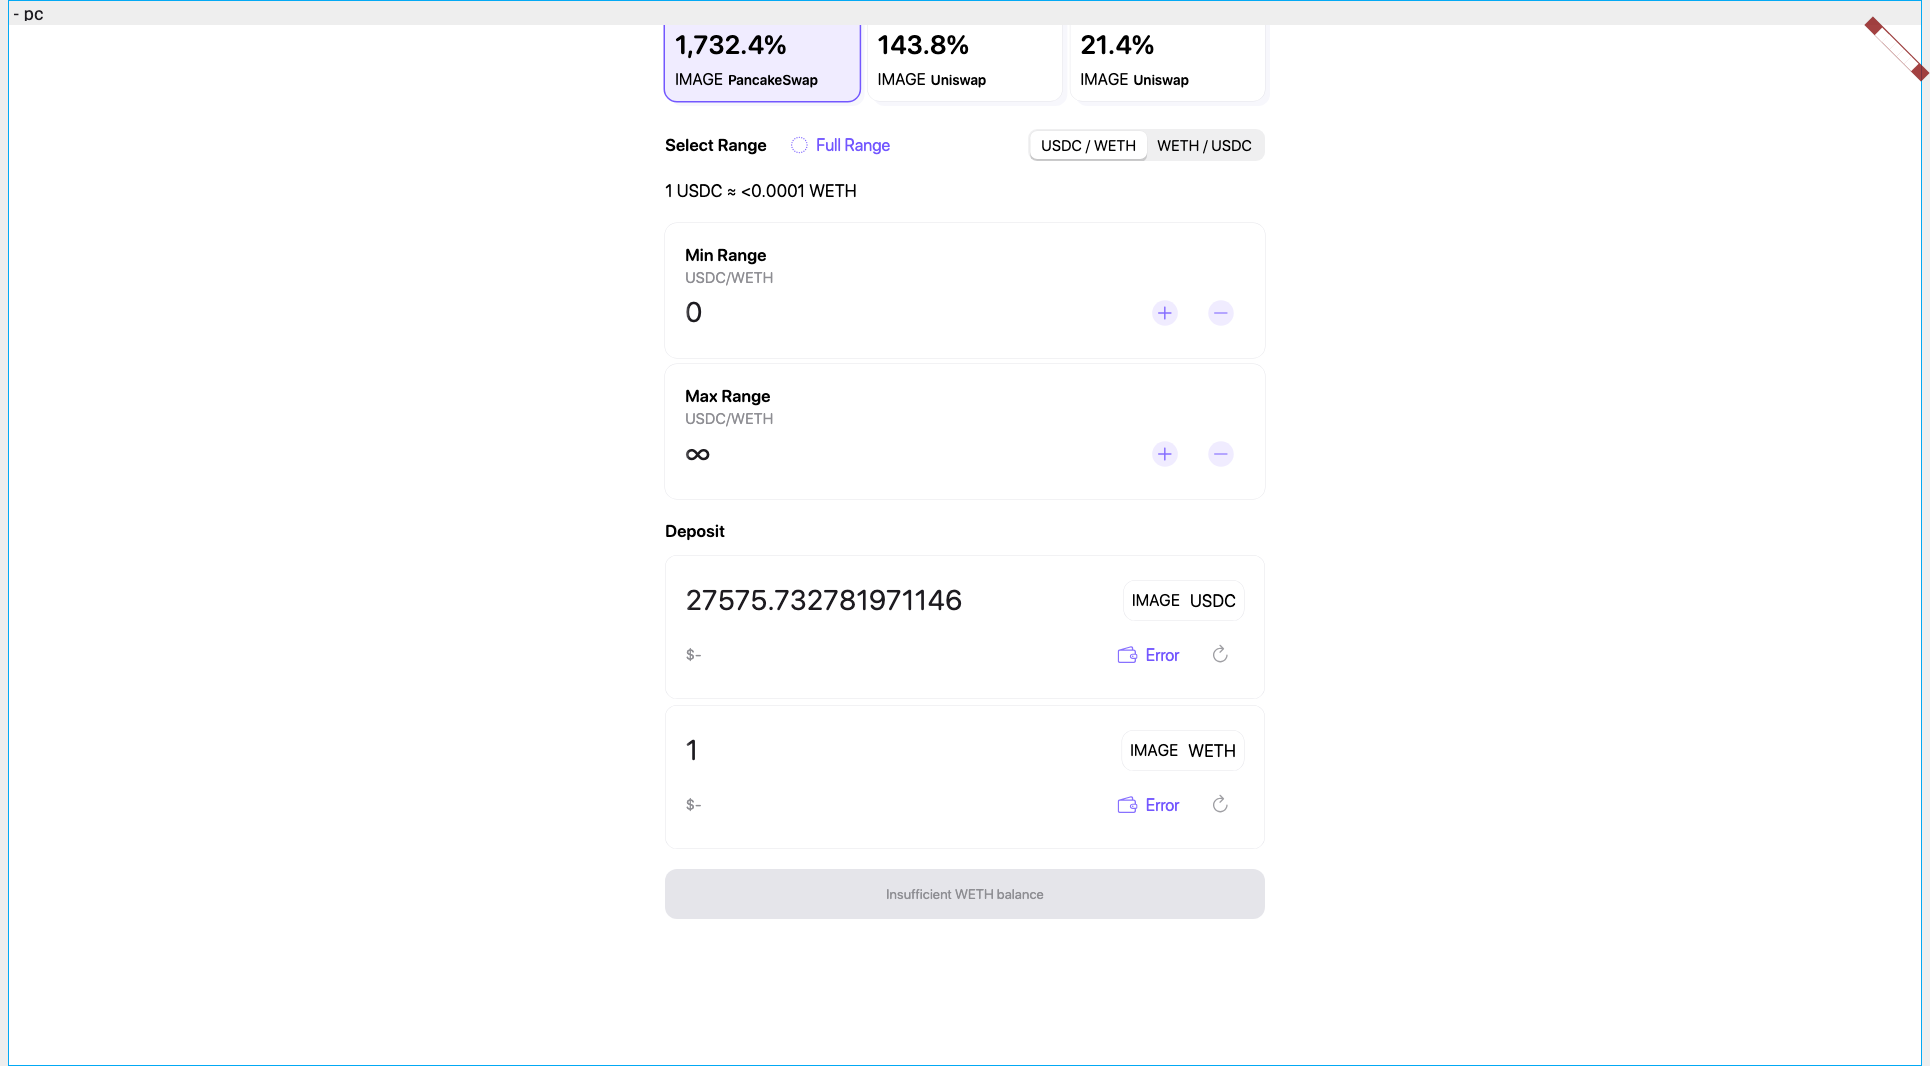 - pc
1,732.4%
IMAGE PancakeSwap
143.8%
IMAGE Uniswap
21.4%
IMAGE Uniswap
Select Range Full Range USDC / WETH WETH / USDC
1 USDC ≈ <0.0001 WETH
Min Range
USDC/WETH
0
Max Range
USDC/WETH
∞
Deposit
27575.732781971146 IMAGE USDC
$- Error
1 IMAGE WETH
$- Error
Insufficient WETH balance